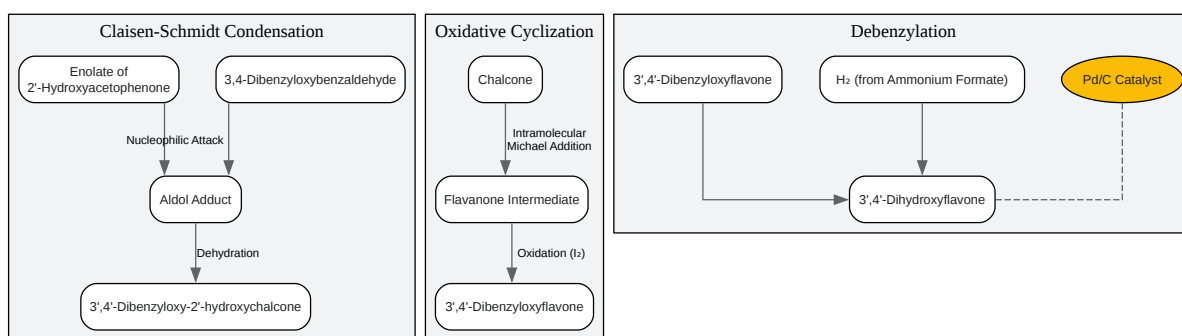 Claisen-Schmidt Condensation
Enolate of
2'-Hydroxyacetophenone
3,4-Dibenzyloxybenzaldehyde
Nucleophilic Attack
Aldol Adduct
Dehydration
3',4'-Dibenzyloxy-2'-hydroxychalcone
Oxidative Cyclization
Chalcone
Intramolecular
Michael Addition
Flavanone Intermediate
Oxidation (I₂)
3',4'-Dibenzyloxyflavone
Debenzylation
3',4'-Dibenzyloxyflavone
H₂ (from Ammonium Formate)
Pd/C Catalyst
3',4'-Dihydroxyflavone